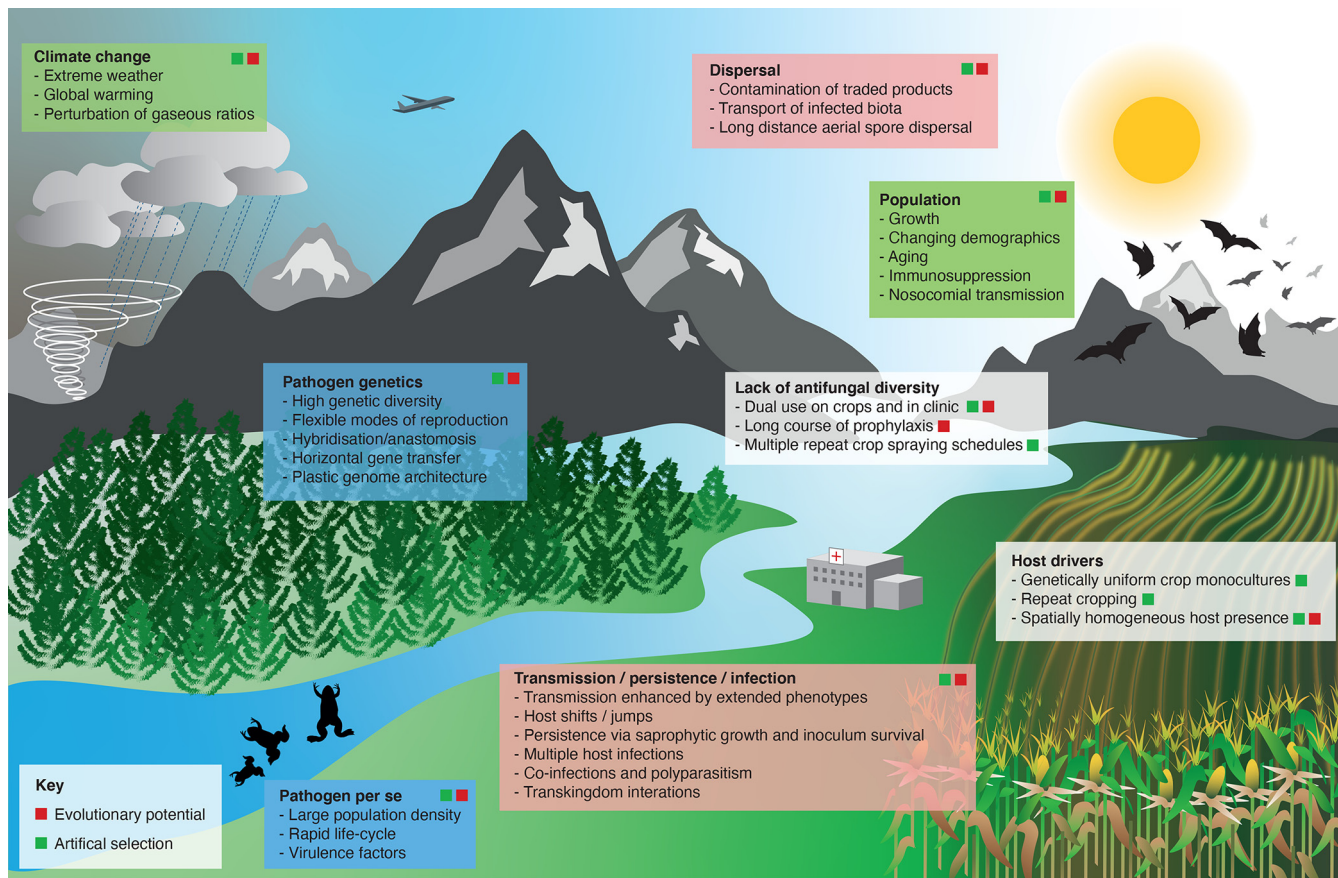 Climate change
- Extreme weather
- Global warming
- Perturbation of gaseous ratios
Dispersal
- Contamination of traded products
- Transport of infected biota
- Long distance aerial spore dispersal
Population
- Growth
- Changing demographics
- Aging
- Immunosuppression
- Nosocomial transmission
Pathogen genetics
- High genetic diversity
- Flexible modes of reproduction
- Hybridisation/anastomosis
- Horizontal gene transfer
- Plastic genome architecture
Lack of antifungal diversity
- Dual use on crops and in clinic
- Long course of prophylaxis
- Multiple repeat crop spraying schedules
Host drivers
- Genetically uniform crop monocultures
- Repeat cropping
- Spatially homogeneous host presence
Transmission / persistence / infection
- Transmission enhanced by extended phenotypes
- Host shifts / jumps
- Persistence via saprophytic growth and inoculum survival
- Multiple host infections
- Co-infections and polyparasitism
- Transkingdom interations
Key
Evolutionary potential
Artifical selection
Pathogen per se
- Large population density
- Rapid life-cycle
- Virulence factors